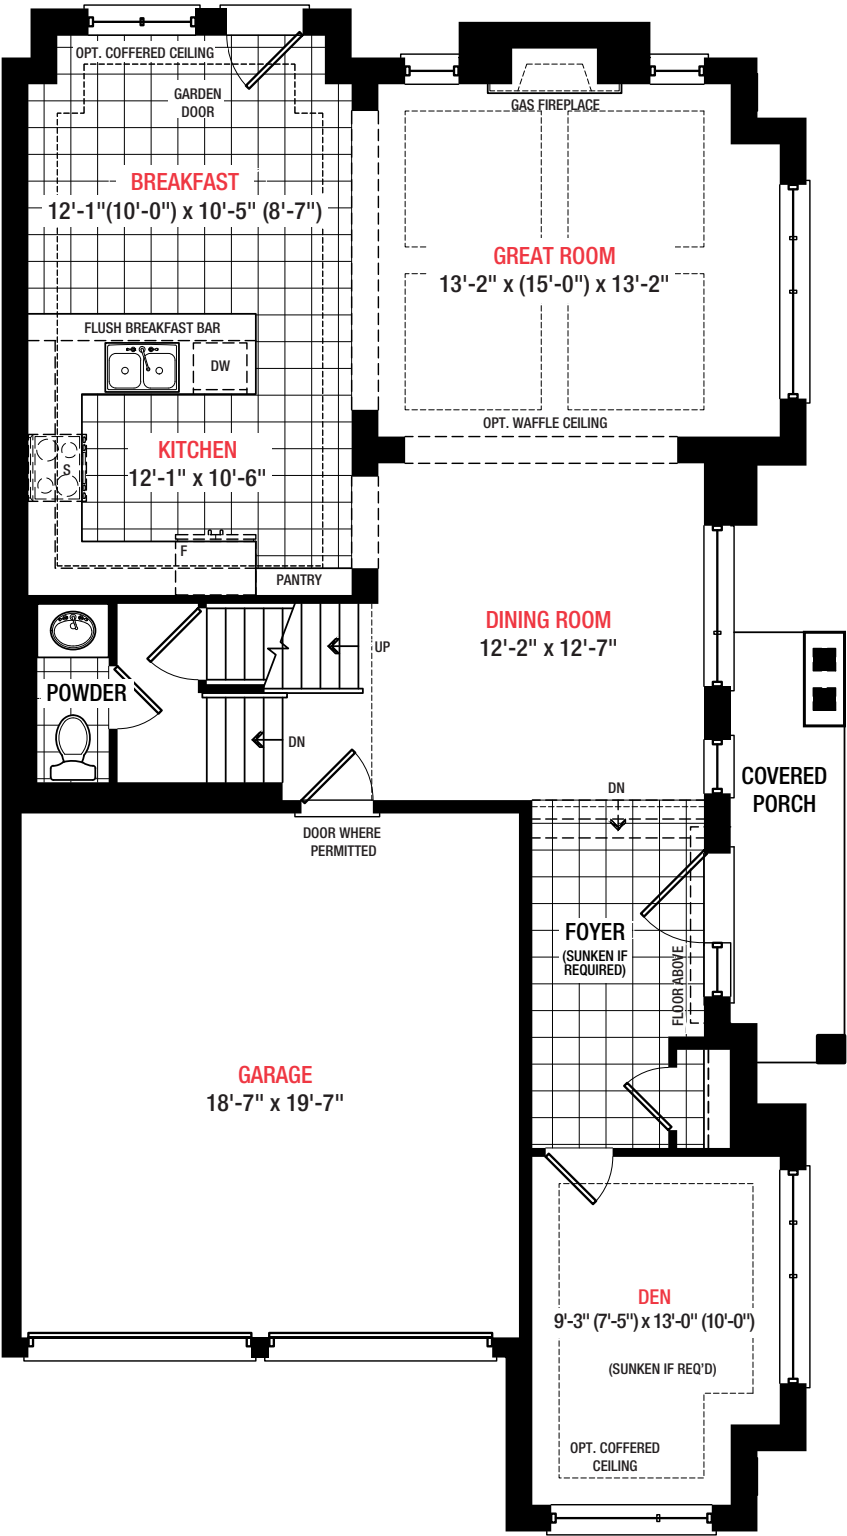 OPT. COFFERED CEILING
GARDEN
DOOR
BREAKFAST
12'-1"(10'-0") x 10'-5" (8'-7")
GAS FIREPLACE
GREAT ROOM
13'-2" x (15'-0") x 13'-2"
OPT. WAFFLE CEILING
FLUSH BREAKFAST BAR
DW
KITCHEN
12'-1" x 10'-6"
S
F
PANTRY
DINING ROOM
12'-2" x 12'-7"
UP
POWDER
DN
DOOR WHERE
PERMITTED
COVERED
PORCH
DN
FOYER
(SUNKEN IF
REQUIRED)
FLOOR ABOVE
GARAGE
18'-7" x 19'-7"
DEN
9'-3" (7'-5") x 13'-0" (10'-0")
(SUNKEN IF REQ'D)
OPT. COFFERED
CEILING